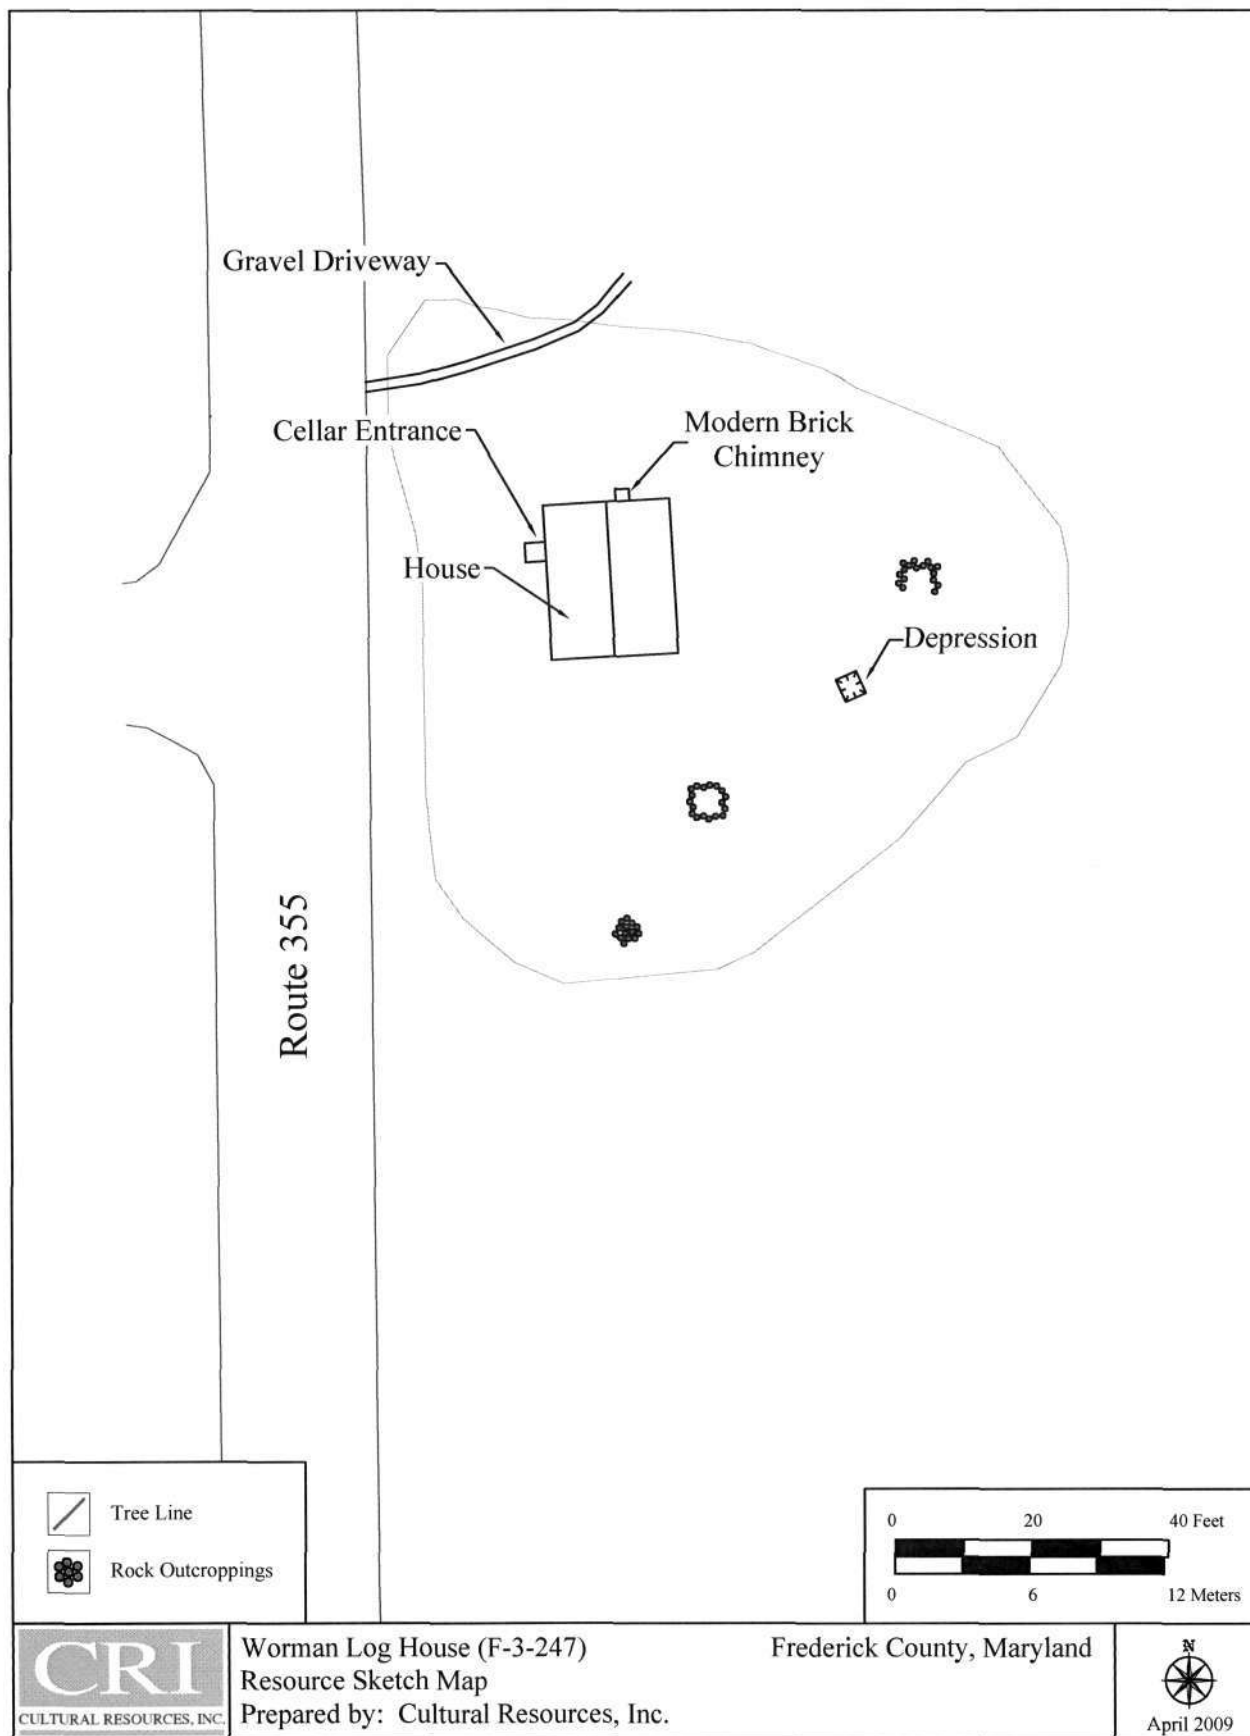 Gravel Driveway
Cellar Entrance
Modern Brick
Chimney
House
Depression
Route 355
Tree Line
Rock Outcroppings
0 20 40 Feet
0 6 12 Meters
CRI
CULTURAL RESOURCES, INC.
Worman Log House (F-3-247) Frederick County, Maryland
Resource Sketch Map
Prepared by: Cultural Resources, Inc.
N
April 2009